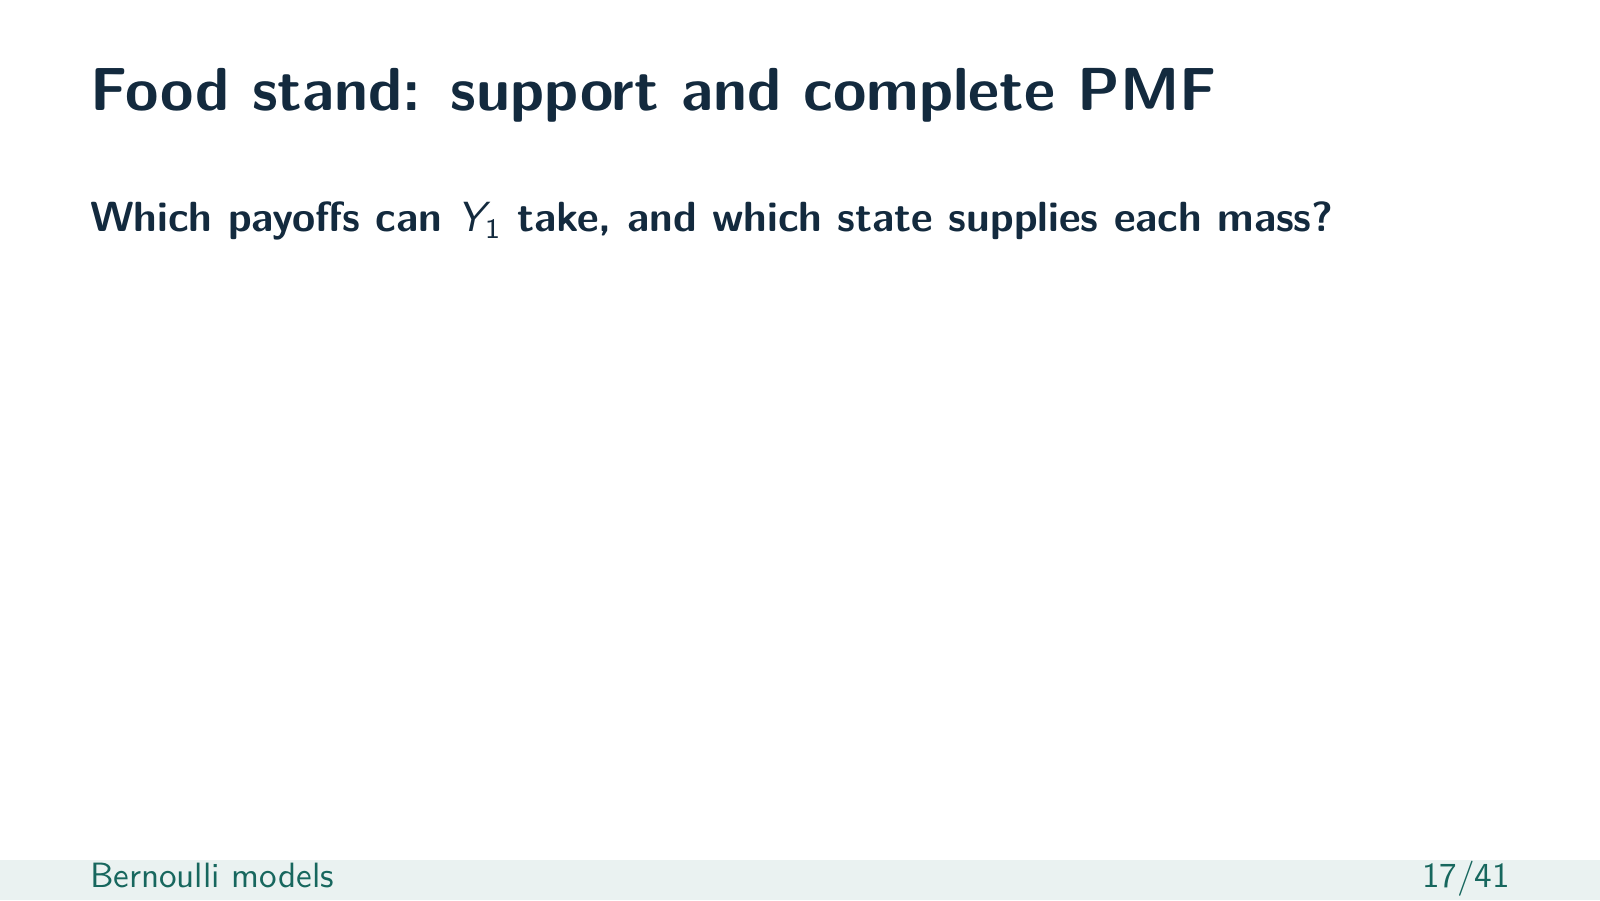 Food stand: support and complete PMF
Which payoffs can Y₁ take, and which state supplies each mass?
Bernoulli models
17/41